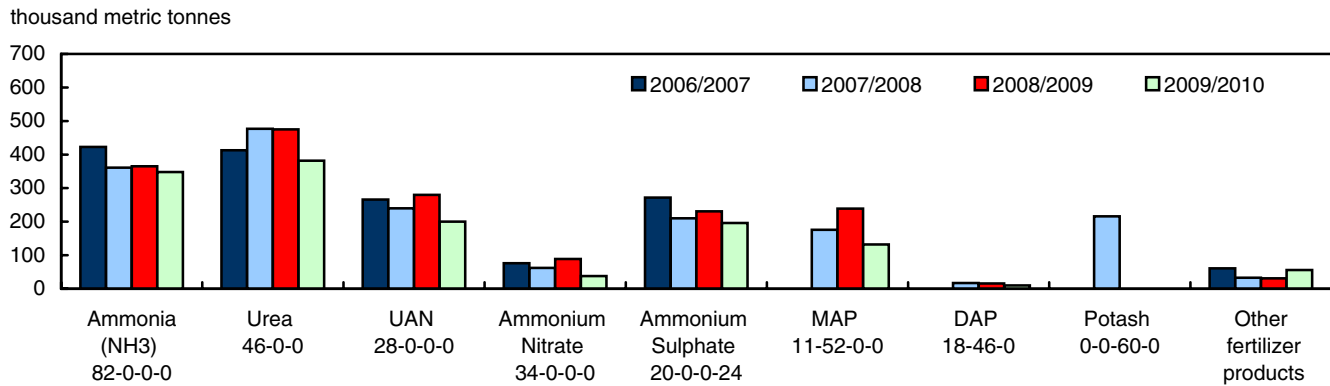 thousand metric tonnes
700
600
500
400
300
200
100
0
2006/2007 2007/2008 2008/2009 2009/2010
Ammonia Urea UAN Ammonium Ammonium MAP DAP Potash Other
(NH3) 46-0-0 28-0-0-0 Nitrate Sulphate 11-52-0-0 18-46-0 0-0-60-0 fertilizer
82-0-0-0 34-0-0-0 20-0-0-24 products